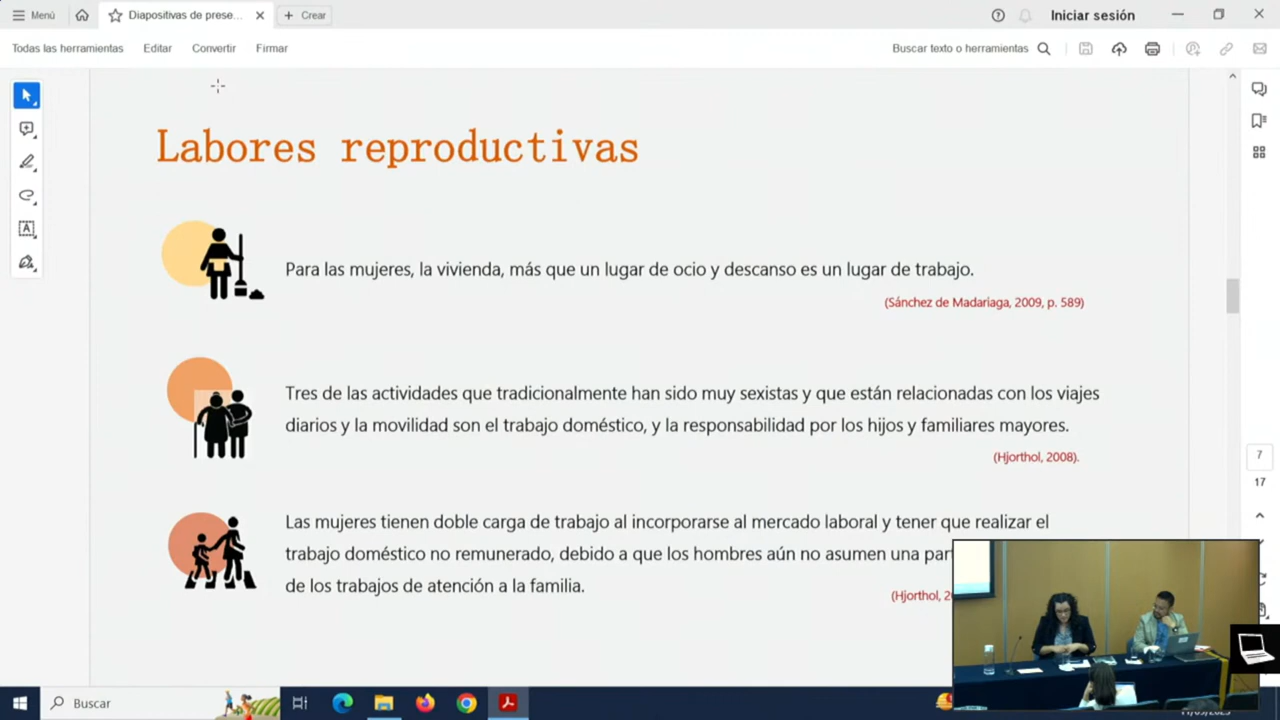 Menú
Diapositivas de prese...
Crear
Iniciar sesión
Todas las herramientas
Editar
Convertir
Firmar
Buscar texto o herramientas
Labores reproductivas
Para las mujeres, la vivienda, más que un lugar de ocio y descanso es un lugar de trabajo.
(Sánchez de Madariaga, 2009, p. 589)
Tres de las actividades que tradicionalmente han sido muy sexistas y que están relacionadas con los viajes
diarios y la movilidad son el trabajo doméstico, y la responsabilidad por los hijos y familiares mayores.
(Hjorthol, 2008).
7
17
Las mujeres tienen doble carga de trabajo al incorporarse al mercado laboral y tener que realizar el
trabajo doméstico no remunerado, debido a que los hombres aún no asumen una
de los trabajos de atención a la familia.
(Hjorthol,
Buscar